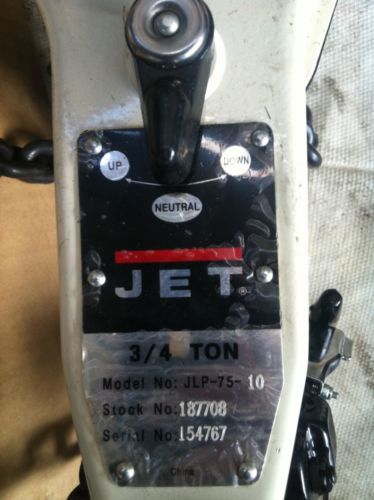 UP
DOWN
NEUTRAL
JET®
3/4 TON
Model No: JLP-75-10
Stock No:187708
Serial No:154767
China